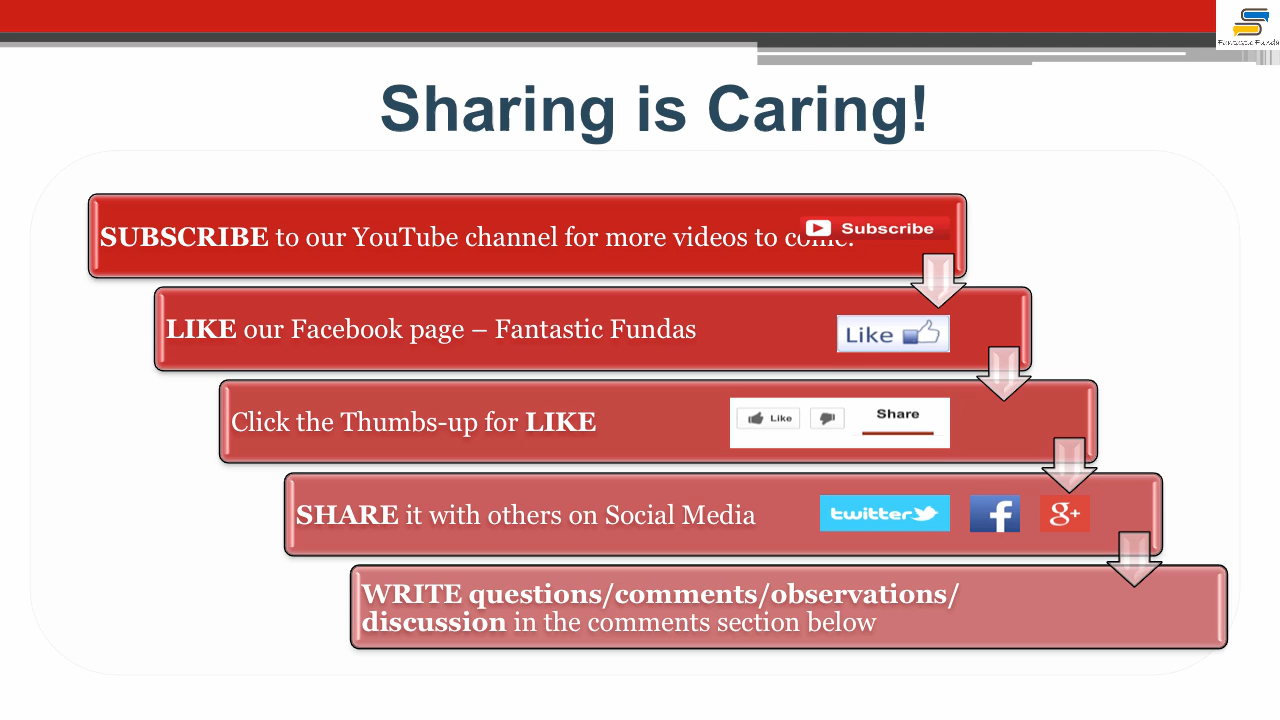 Fantastic Funda
Sharing is Caring!
SUBSCRIBE to our YouTube channel for more videos to come.
Subscribe
LIKE our Facebook page – Fantastic Fundas
Like
Click the Thumbs-up for LIKE
Like
Share
SHARE it with others on Social Media
twitter
f
g+
WRITE questions/comments/observations/
discussion in the comments section below